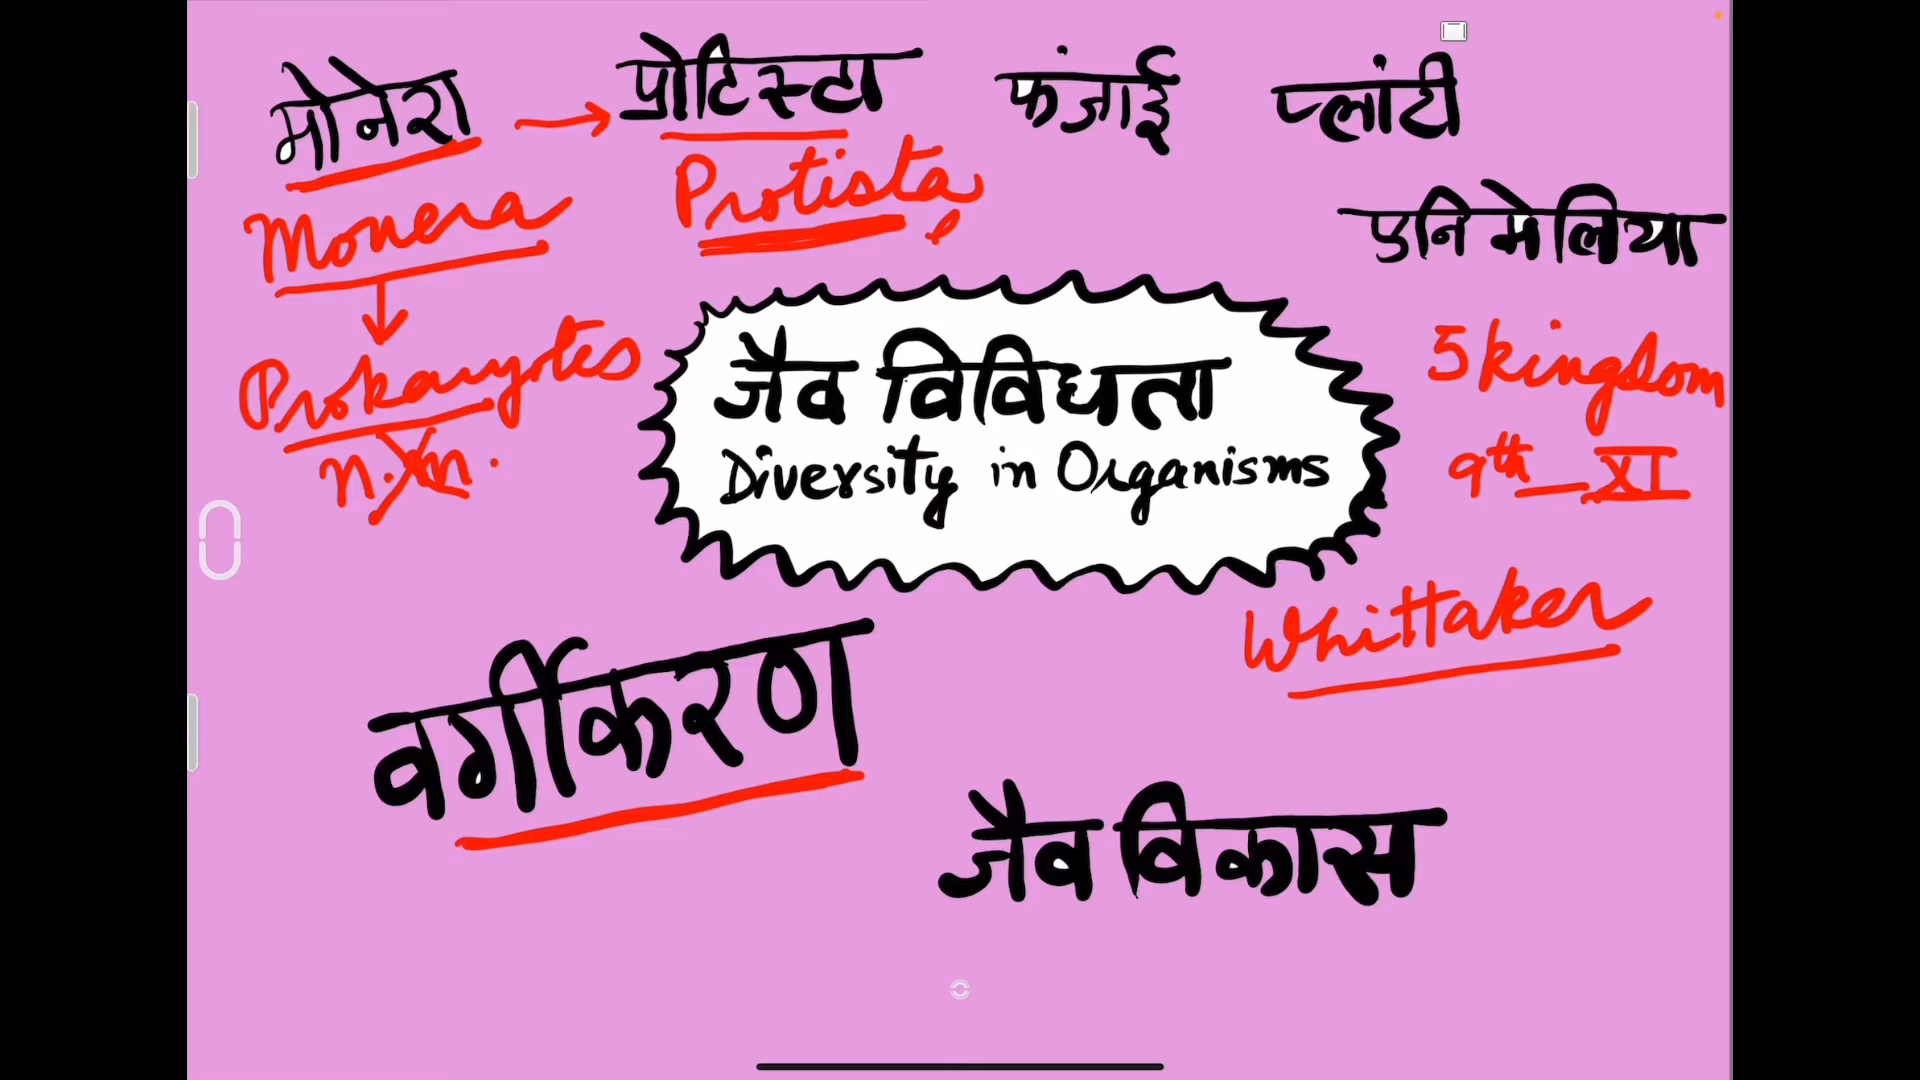 मोनेरा → प्रोटिस्टा फंजाई प्लांटी
Monera
Protista
एनिमेलिया
Prokaryotes
n.m.
जैव विविधता
Diversity in Organisms
5 kingdom
9th — XI
Whittaker
वर्गीकरण
जैव विकास